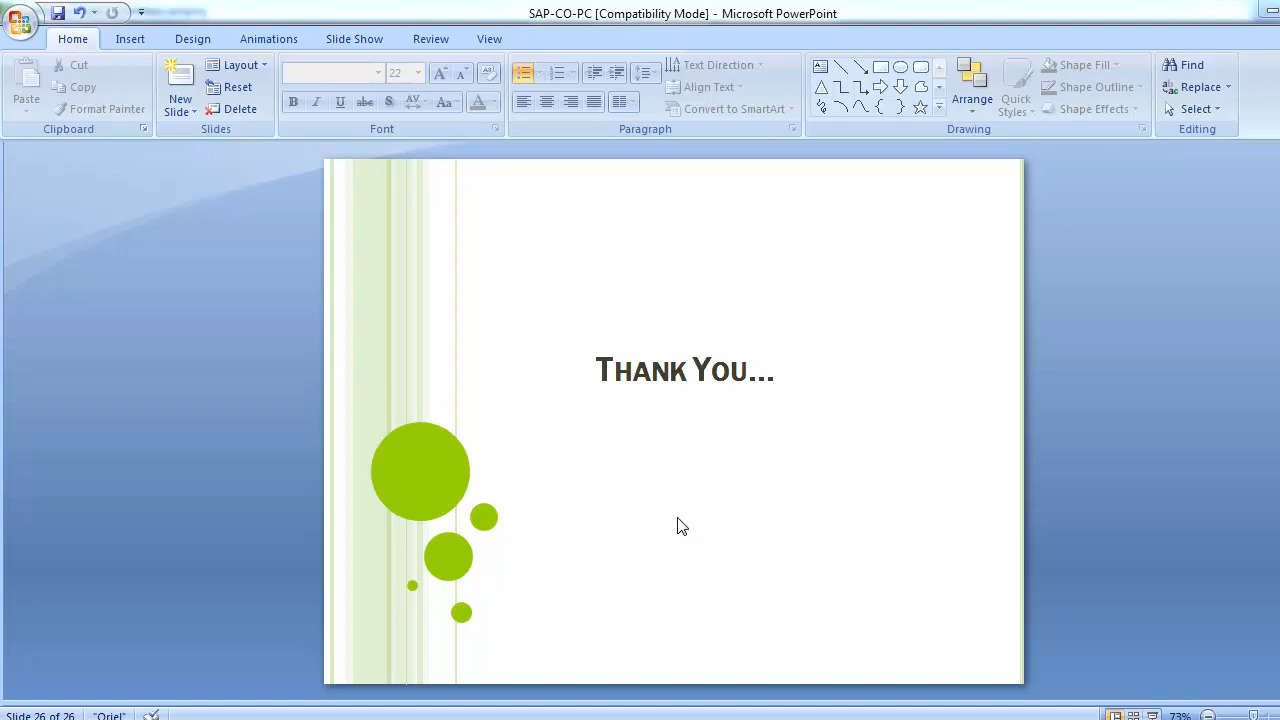 SAP-CO-PC [Compatibility Mode] - Microsoft PowerPoint
Home Insert Design Animations Slide Show Review View
Paste
Cut
Copy
Format Painter
Clipboard
New Slide
Layout
Reset
Delete
Slides
22
B I U abc S AV Aa A
Font
Text Direction
Align Text
Convert to SmartArt
Paragraph
Arrange
Quick Styles
Shape Fill
Shape Outline
Shape Effects
Drawing
Find
Replace
Select
Editing
THANK YOU...
Slide 26 of 26 "Oriel" 73%